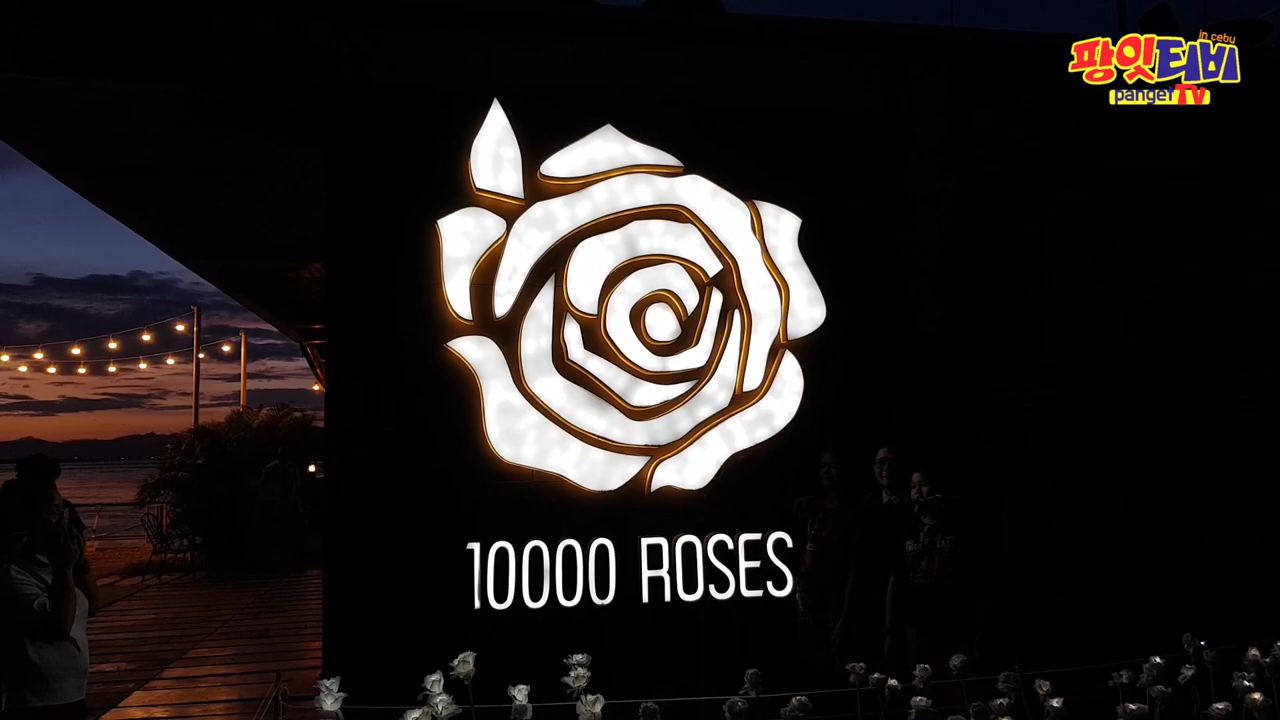 in cebu
팡잇티비
pangetTV
10000 ROSES